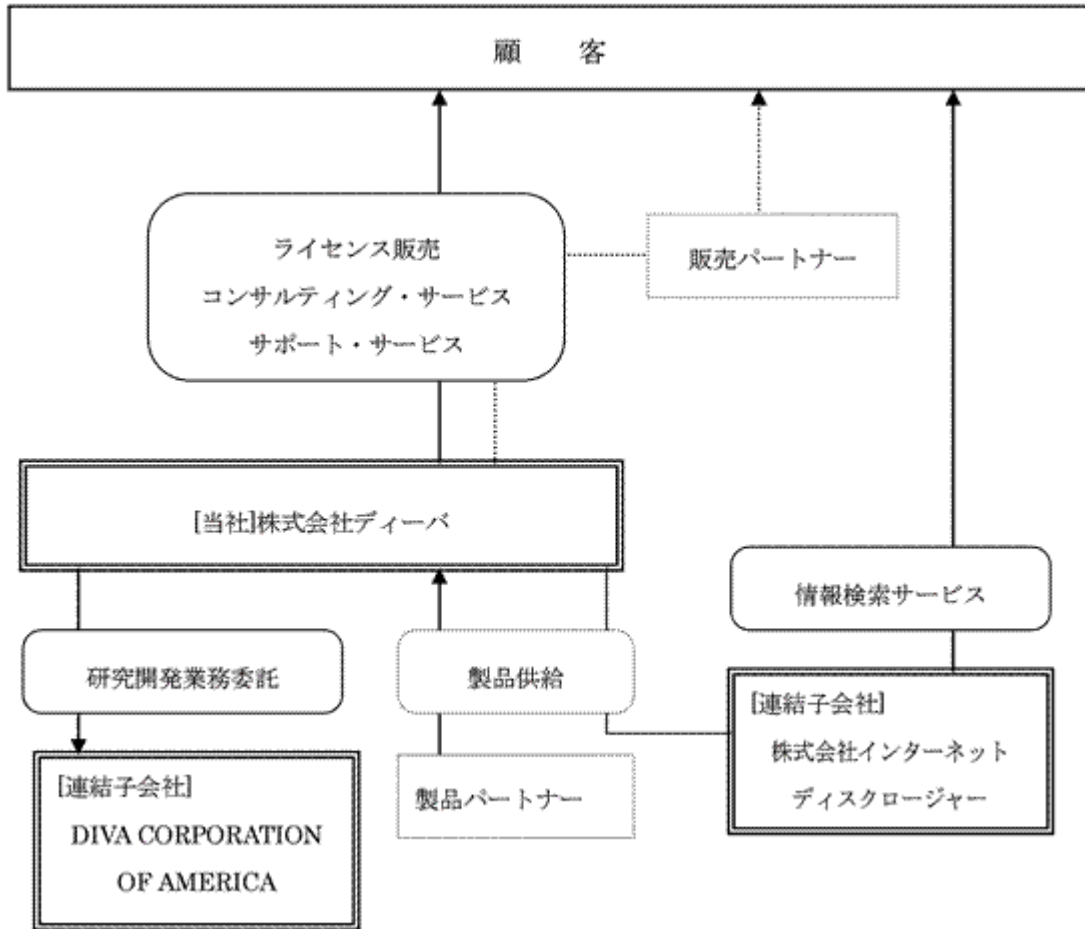 顧　　客
ライセンス販売
コンサルティング・サービス
サポート・サービス
販売パートナー
[当社]株式会社ディーバ
情報検索サービス
研究開発業務委託
製品供給
[連結子会社]
株式会社インターネット
ディスクロージャー
[連結子会社]
DIVA CORPORATION
OF AMERICA
製品パートナー